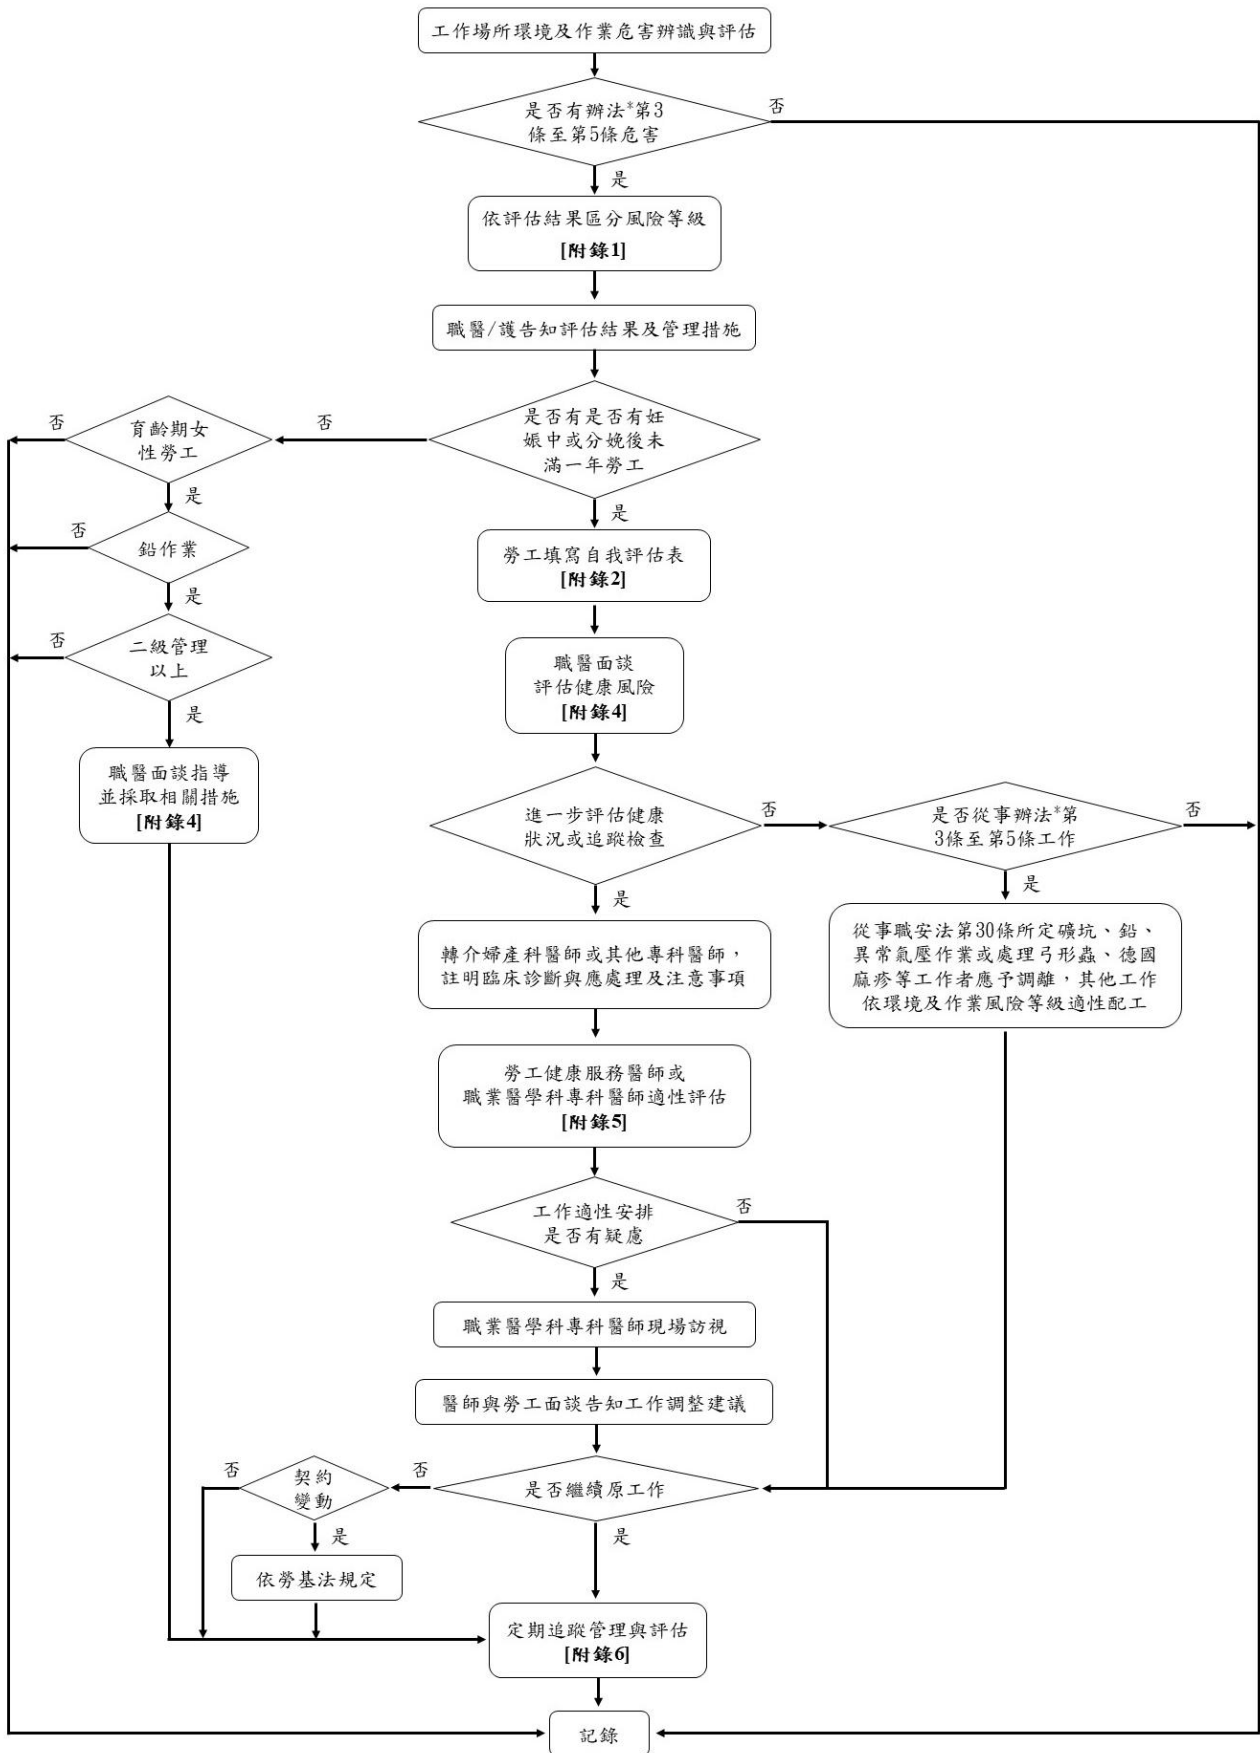 工作場所環境及作業危害辨識與評估
是否有辦法*第3
條至第5條危害
否
是
依評估結果區分風險等級
[附錄1]
職醫/護告知評估結果及管理措施
是否有是否有妊
娠中或分娩後未
滿一年勞工
否
育齡期女
性勞工
否
是
是
鉛作業
否
是
勞工填寫自我評估表
[附錄2]
二級管理
以上
否
是
職醫面談
評估健康風險
[附錄4]
職醫面談指導
並採取相關措施
[附錄4]
進一步評估健康
狀況或追蹤檢查
否
是否從事辦法*第
3條至第5條工作
否
是
是
轉介婦產科醫師或其他專科醫師，
註明臨床診斷與應處理及注意事項
從事職安法第30條所定礦坑、鉛、
異常氣壓作業或處理弓形蟲、德國
麻疹等工作者應予調離，其他工作
依環境及作業風險等級適性配工
勞工健康服務醫師或
職業醫學科專科醫師適性評估
[附錄5]
工作適性安排
是否有疑慮
否
是
職業醫學科專科醫師現場訪視
醫師與勞工面談告知工作調整建議
是否繼續原工作
否
契約
變動
否
是
是
依勞基法規定
定期追蹤管理與評估
[附錄6]
記錄